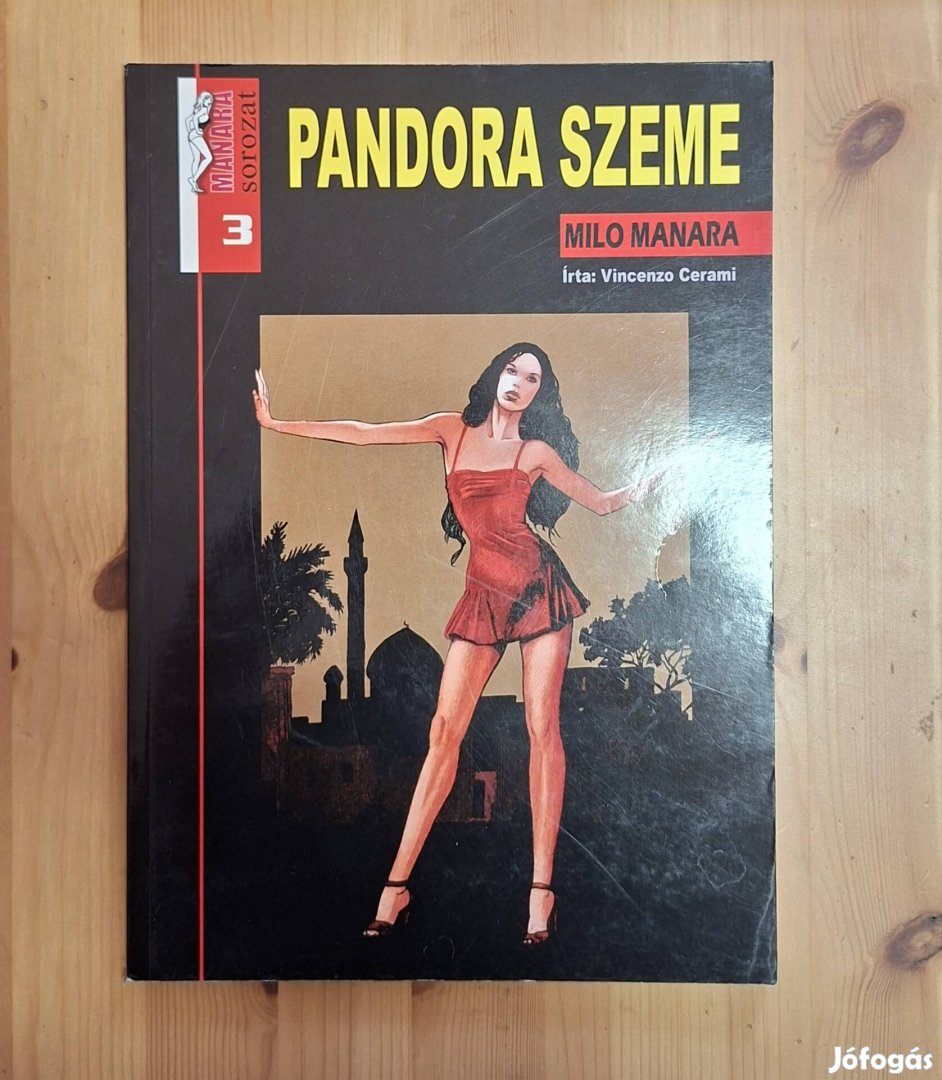 MANARA
sorozat
3
PANDORA SZEME
MILO MANARA
Írta: Vincenzo Cerami
Jófogás